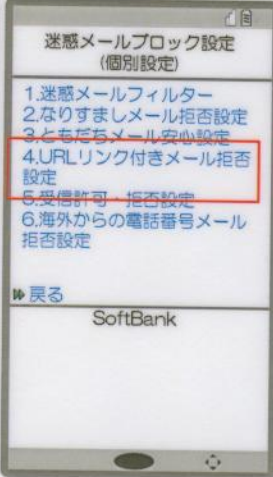 迷惑メールブロック設定
(個別設定)
1.迷惑メールフィルター
2.なりすましメール拒否設定
3.ともだちメール安心設定
4.URLリンク付きメール拒否
設定
5.受信許可・拒否設定
6.海外からの電話番号メール
拒否設定
戻る
SoftBank